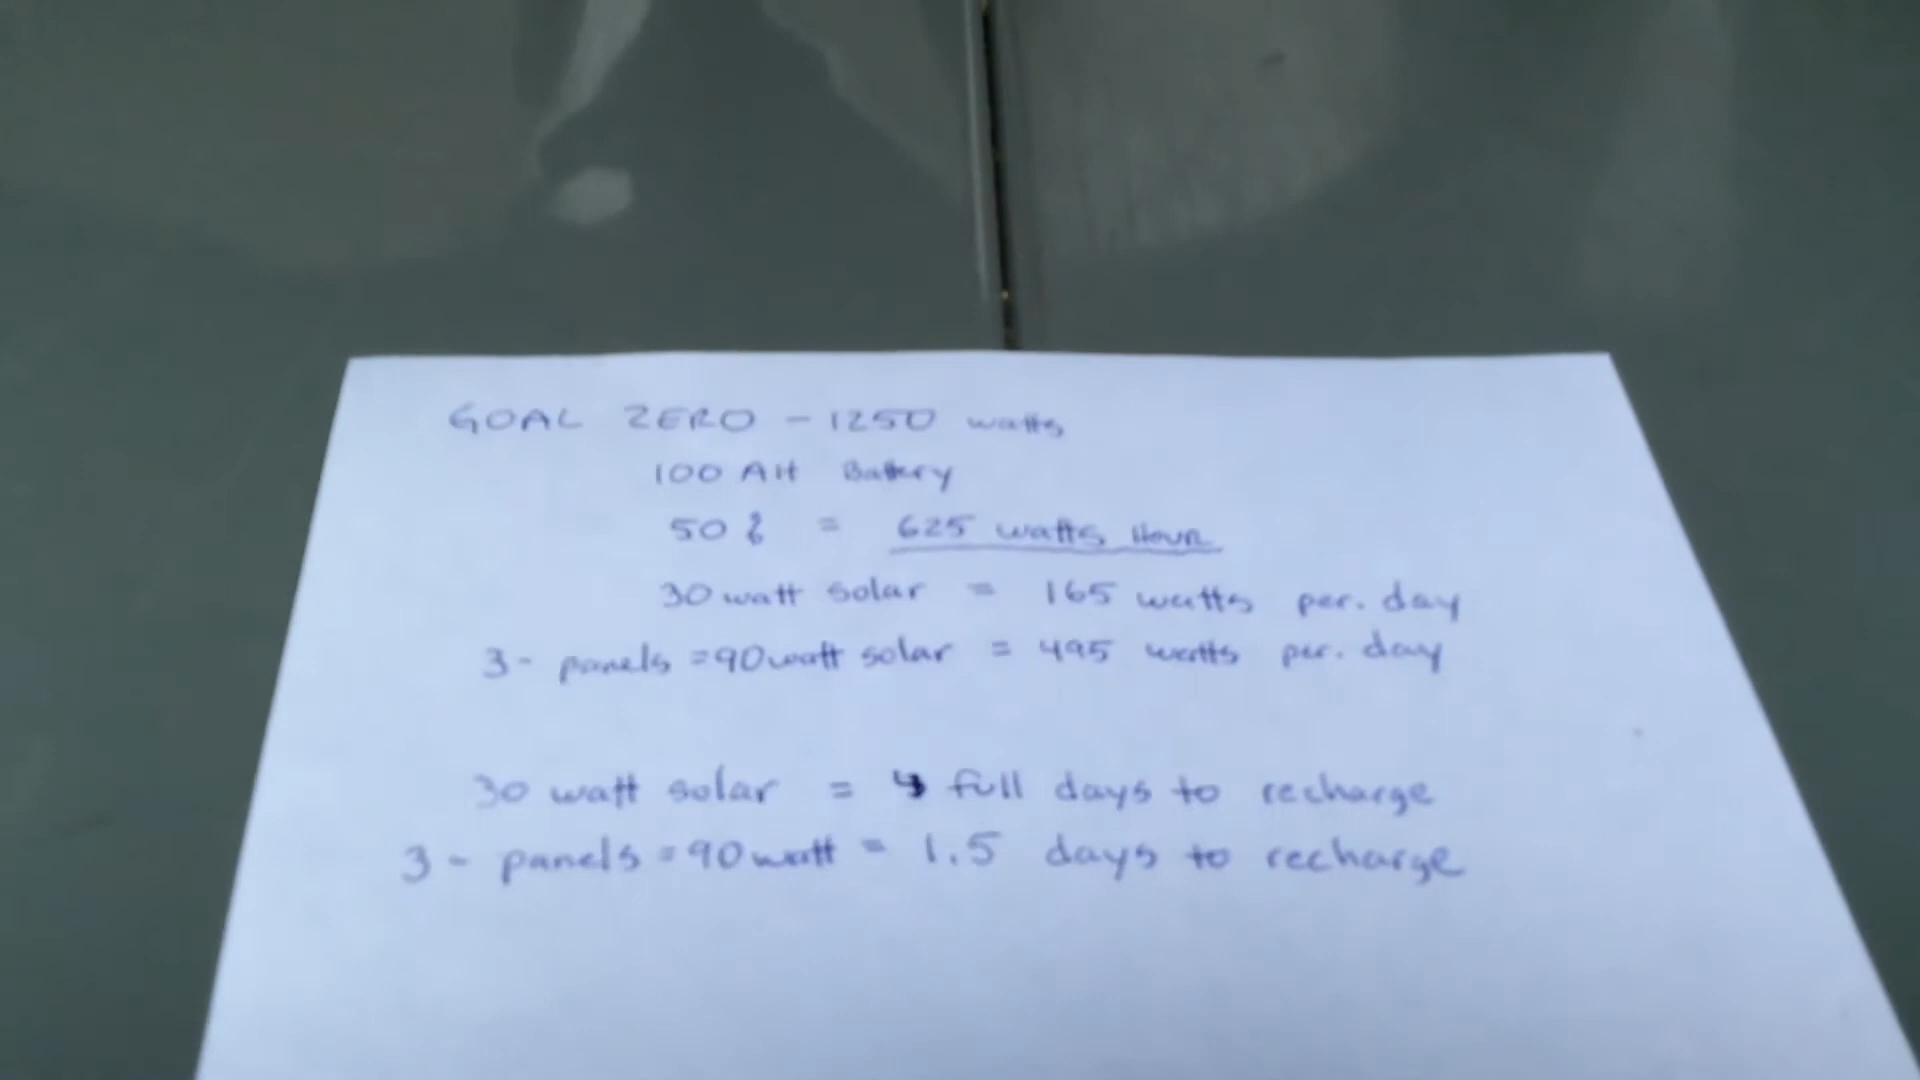 GOAL ZERO - 1250 watts
100 AH Battery
50 % = 625 watts Hour
30 watt solar = 165 watts per. day
3- panels = 90 watt solar = 495 watts per. day
30 watt solar = 4 full days to recharge
3 - panels = 90 watt = 1.5 days to recharge